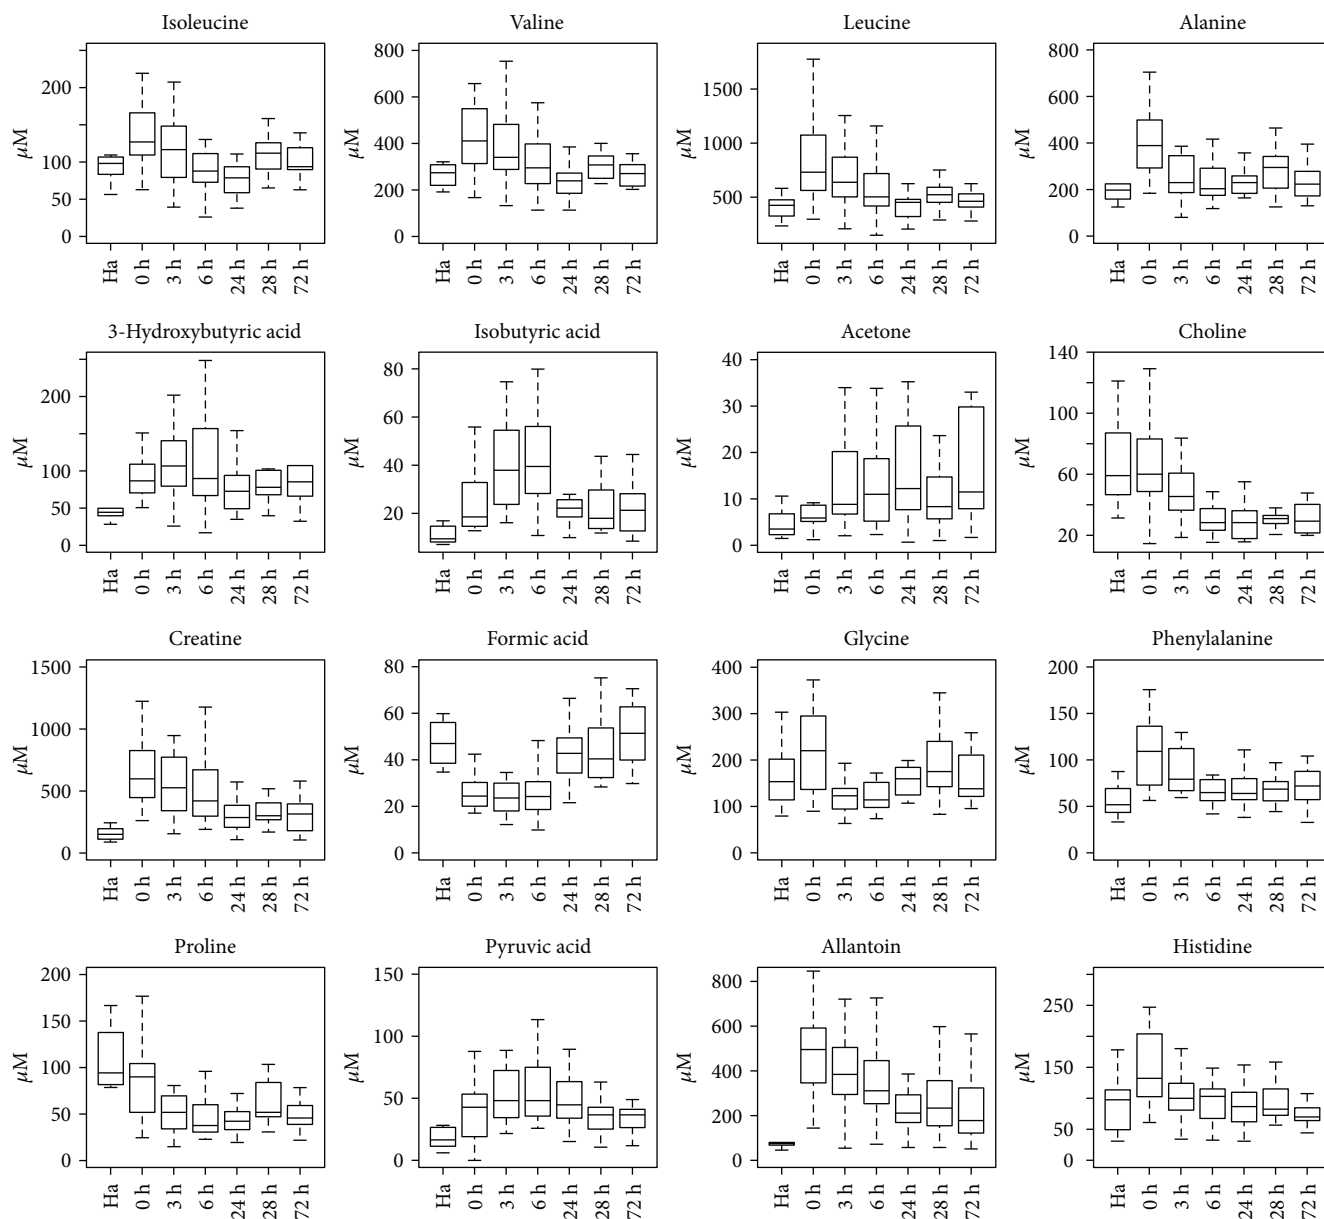 Isoleucine
Valine
Leucine
Alanine
μM
200
100
50
0
Ha
0 h
3 h
6 h
24 h
28 h
72 h
μM
800
600
400
200
0
Ha
0 h
3 h
6 h
24 h
28 h
72 h
μM
1500
1000
500
Ha
0 h
3 h
6 h
24 h
28 h
72 h
μM
800
600
400
200
0
Ha
0 h
3 h
6 h
24 h
28 h
72 h
3-Hydroxybutyric acid
Isobutyric acid
Acetone
Choline
μM
200
100
50
0
Ha
0 h
3 h
6 h
24 h
28 h
72 h
μM
80
60
40
20
Ha
0 h
3 h
6 h
24 h
28 h
72 h
μM
40
30
20
10
0
Ha
0 h
3 h
6 h
24 h
28 h
72 h
μM
140
100
60
20
Ha
0 h
3 h
6 h
24 h
28 h
72 h
Creatine
Formic acid
Glycine
Phenylalanine
μM
1500
1000
500
0
Ha
0 h
3 h
6 h
24 h
28 h
72 h
μM
80
60
40
20
0
Ha
0 h
3 h
6 h
24 h
28 h
72 h
μM
400
300
200
100
0
Ha
0 h
3 h
6 h
24 h
28 h
72 h
μM
200
150
100
50
0
Ha
0 h
3 h
6 h
24 h
28 h
72 h
Proline
Pyruvic acid
Allantoin
Histidine
μM
200
150
100
50
0
Ha
0 h
3 h
6 h
24 h
28 h
72 h
μM
150
100
50
0
Ha
0 h
3 h
6 h
24 h
28 h
72 h
μM
800
600
400
200
0
Ha
0 h
3 h
6 h
24 h
28 h
72 h
μM
250
150
100
50
0
Ha
0 h
3 h
6 h
24 h
28 h
72 h